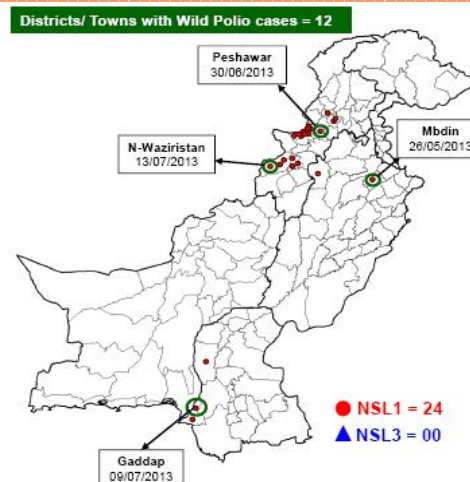 Districts/ Towns with Wild Polio cases = 12
Peshawar
30/06/2013
N-Waziristan
13/07/2013
Mbdin
26/05/2013
NSL1 = 24
NSL3 = 00
Gaddap
09/07/2013